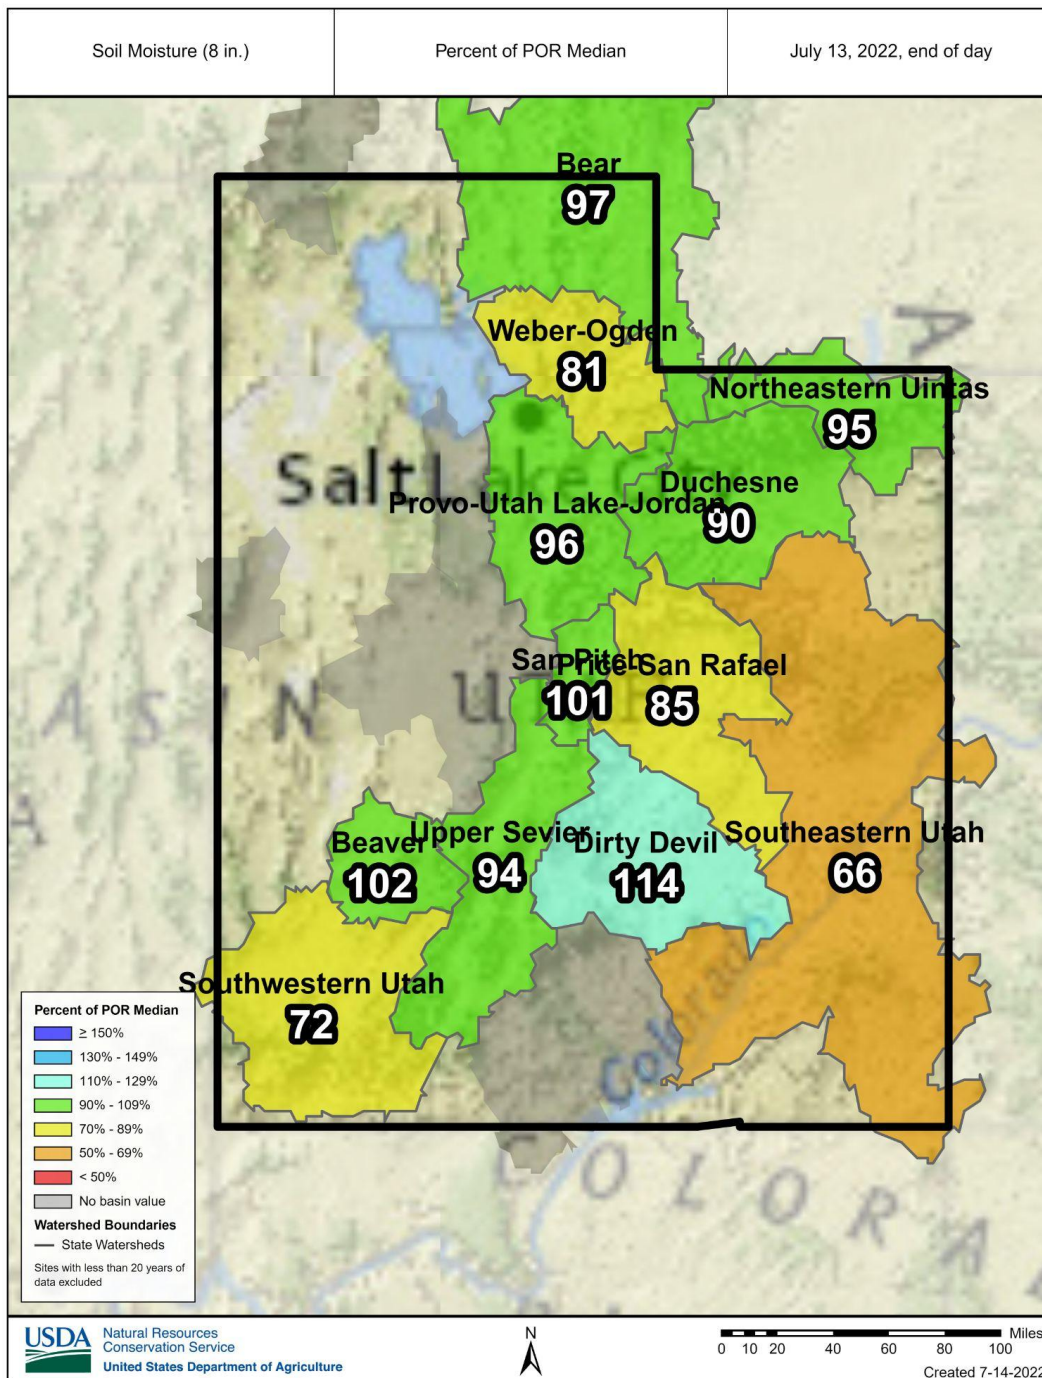 Soil Moisture (8 in.)
Percent of POR Median
July 13, 2022, end of day
Bear
97
Weber-Ogden
81
Northeastern Uintas
95
Salt Lake City
Duchesne
90
Provo-Utah Lake-Jordan
96
San Pitch
101
Price-San Rafael
85
Beaver
102
Upper Sevier
94
Dirty Devil
114
Southeastern Utah
66
Southwestern Utah
72
Colorado
COLORA
Percent of POR Median
≥ 150%
130% - 149%
110% - 129%
90% - 109%
70% - 89%
50% - 69%
< 50%
No basin value
Watershed Boundaries
State Watersheds
Sites with less than 20 years of
data excluded
USDA
Natural Resources
Conservation Service
United States Department of Agriculture
N
Miles
0 10 20 40 60 80 100
Created 7-14-2022